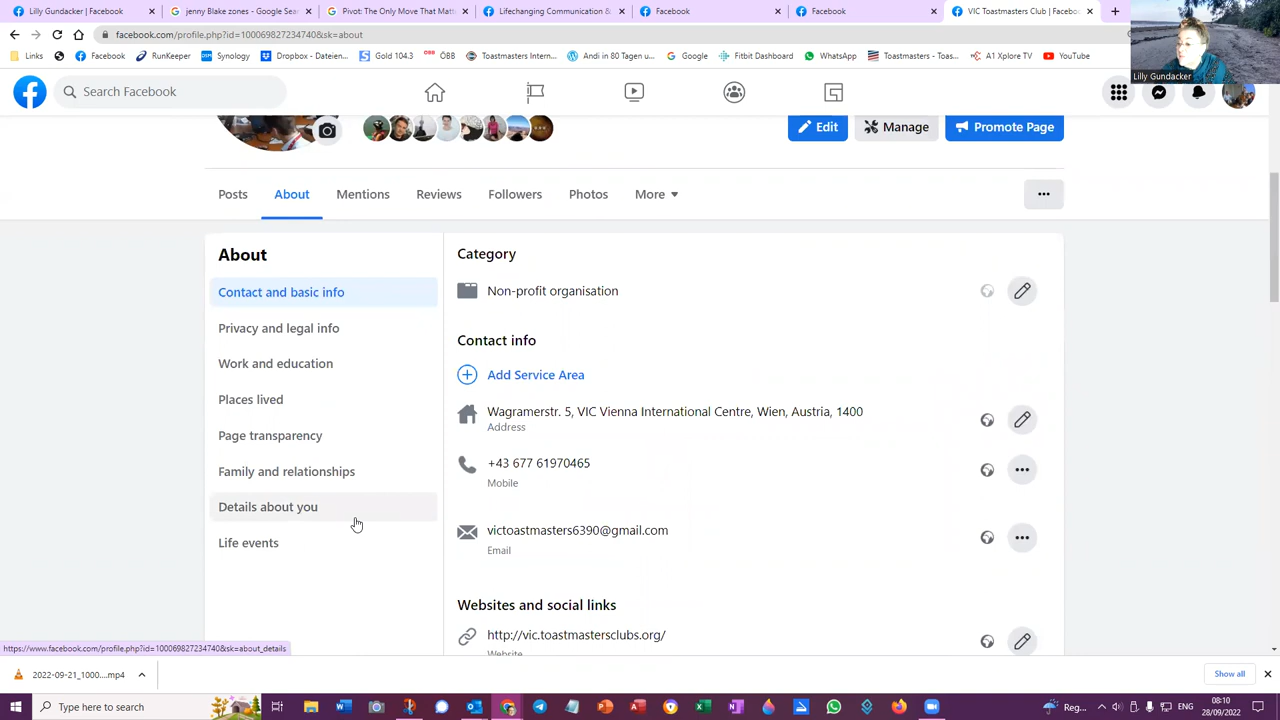 Lilly Gundacker | Facebook
jenny Blake zones - Google Sea
Pivot: The Only Move That Matt
Lifechanging Communication &
Facebook
Facebook
VIC Toastmasters Club | Facebook
facebook.com/profile.php?id=100069827234740&sk=about
Links
Facebook
RunKeeper
Synology
Dropbox - Dateien...
Gold 104.3
ÖBB
Toastmasters Intern...
Andi in 80 Tagen u...
Google
Fitbit Dashboard
WhatsApp
Toastmasters - Toas...
A1 Xplore TV
YouTube
Lilly Gundacker
Search Facebook
Edit
Manage
Promote Page
Posts
About
Mentions
Reviews
Followers
Photos
More
About
Contact and basic info
Privacy and legal info
Work and education
Places lived
Page transparency
Family and relationships
Details about you
Life events
Category
Non-profit organisation
Contact info
Add Service Area
Wagramerstr. 5, VIC Vienna International Centre, Wien, Austria, 1400
Address
+43 677 61970465
Mobile
victoastmasters6390@gmail.com
Email
Websites and social links
http://vic.toastmastersclubs.org/
Website
https://www.facebook.com/profile.php?id=100069827234740&sk=about_details
2022-09-21_1000....mp4
Show all
Type here to search
Reg...
ENG
08:10
28/09/2022